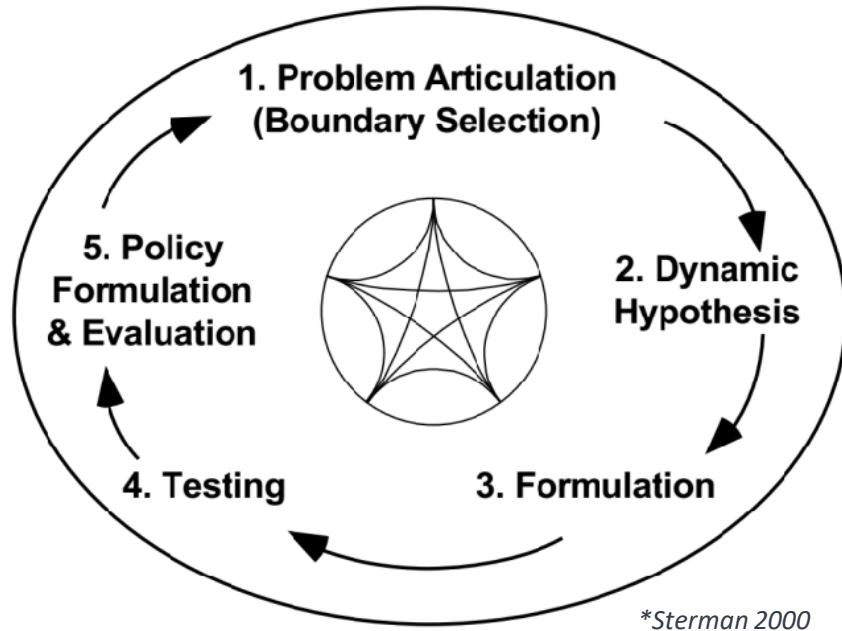 1. Problem Articulation
(Boundary Selection)
2. Dynamic
Hypothesis
3. Formulation
4. Testing
5. Policy
Formulation
& Evaluation
*Sterman 2000